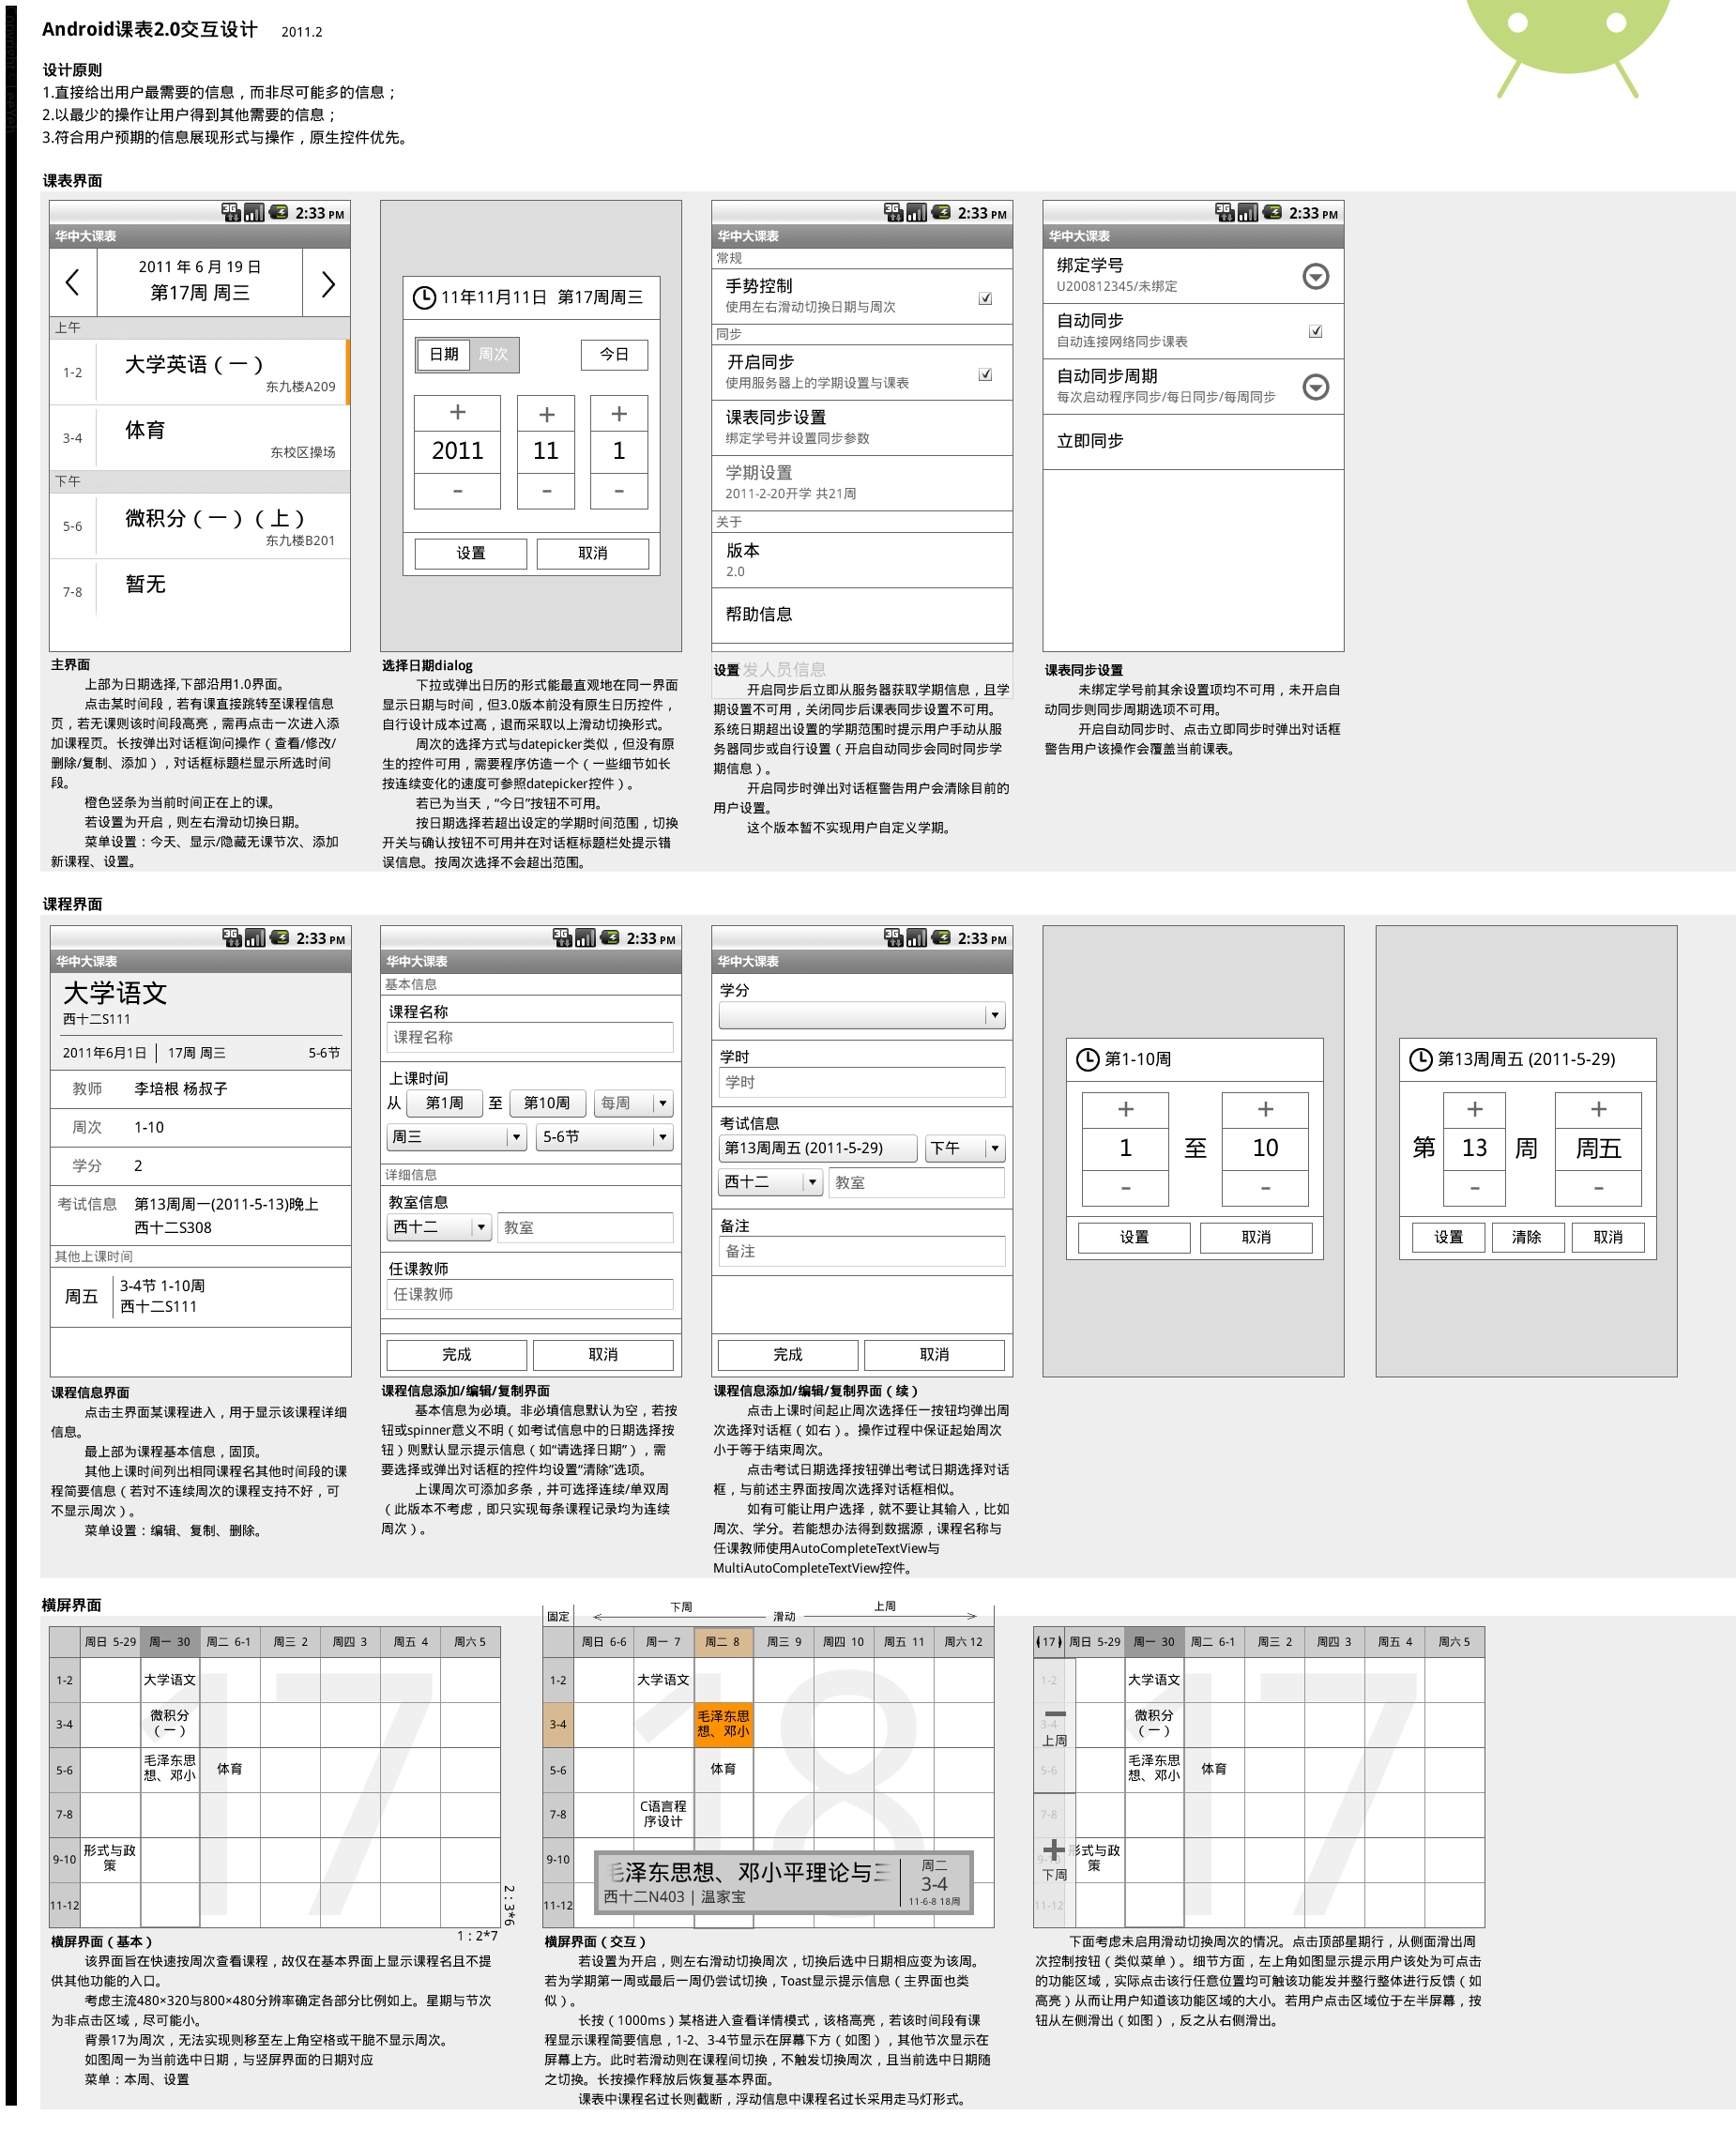 Android课表2.0交互设计 2011.2
设计原则
1.直接给出用户最需要的信息，而非尽可能多的信息；
2.以最少的操作让用户得到其他需要的信息；
3.符合用户预期的信息展现形式与操作，原生控件优先。
课表界面
3G 2:33 PM
华中大课表
2011 年 6 月 19 日
第17周 周三
上午
1-2 大学英语（一）
东九楼A209
3-4 体育
东校区操场
下午
5-6 微积分（一）（上）
东九楼B201
7-8 暂无
主界面
上部为日期选择,下部沿用1.0界面。
点击某时间段，若有课直接跳转至课程信息
页，若无课则该时间段高亮，需再点击一次进入添
加课程页。长按弹出对话框询问操作（查看/修改/
删除/复制、添加），对话框标题栏显示所选时间
段。
橙色竖条为当前时间正在上的课。
若设置为开启，则左右滑动切换日期。
菜单设置：今天、显示/隐藏无课节次、添加
新课程、设置。
11年11月11日 第17周周三
日期 周次 今日
+ + +
2011 11 1
- - -
设置 取消
选择日期dialog
下拉或弹出日历的形式能最直观地在同一界面
显示日期与时间，但3.0版本前没有原生日历控件，
自行设计成本过高，退而采取以上滑动切换形式。
周次的选择方式与datepicker类似，但没有原
生的控件可用，需要程序仿造一个（一些细节如长
按连续变化的速度可参照datepicker控件）。
若已为当天，“今日”按钮不可用。
按日期选择若超出设定的学期时间范围，切换
开关与确认按钮不可用并在对话框标题栏处提示错
误信息。按周次选择不会超出范围。
3G 2:33 PM
华中大课表
常规
手势控制
使用左右滑动切换日期与周次
同步
开启同步
使用服务器上的学期设置与课表
课表同步设置
绑定学号并设置同步参数
学期设置
2011-2-20开学 共21周
关于
版本
2.0
帮助信息
设置 发人员信息
开启同步后立即从服务器获取学期信息，且学
期设置不可用，关闭同步后课表同步设置不可用。
系统日期超出设置的学期范围时提示用户手动从服
务器同步或自行设置（开启自动同步会同时同步学
期信息）。
开启同步时弹出对话框警告用户会清除目前的
用户设置。
这个版本暂不实现用户自定义学期。
3G 2:33 PM
华中大课表
绑定学号
U200812345/未绑定
自动同步
自动连接网络同步课表
自动同步周期
每次启动程序同步/每日同步/每周同步
立即同步
课表同步设置
未绑定学号前其余设置项均不可用，未开启自
动同步则同步周期选项不可用。
开启自动同步时、点击立即同步时弹出对话框
警告用户该操作会覆盖当前课表。
课程界面
3G 2:33 PM
华中大课表
大学语文
西十二S111
2011年6月1日 17周 周三 5-6节
教师 李培根 杨叔子
周次 1-10
学分 2
考试信息 第13周周一(2011-5-13)晚上
西十二S308
其他上课时间
周五 3-4节 1-10周
西十二S111
课程信息界面
点击主界面某课程进入，用于显示该课程详细
信息。
最上部为课程基本信息，固顶。
其他上课时间列出相同课程名其他时间段的课
程简要信息（若对不连续周次的课程支持不好，可
不显示周次）。
菜单设置：编辑、复制、删除。
3G 2:33 PM
华中大课表
基本信息
课程名称
课程名称
上课时间
从 第1周 至 第10周 每周
周三 5-6节
详细信息
教室信息
西十二 教室
任课教师
任课教师
完成 取消
课程信息添加/编辑/复制界面
基本信息为必填。非必填信息默认为空，若按
钮或spinner意义不明（如考试信息中的日期选择按
钮）则默认显示提示信息（如“请选择日期”），需
要选择或弹出对话框的控件均设置“清除”选项。
上课周次可添加多条，并可选择连续/单双周
（此版本不考虑，即只实现每条课程记录均为连续
周次）。
3G 2:33 PM
华中大课表
学分
学时
学时
考试信息
第13周周五 (2011-5-29) 下午
西十二 教室
备注
备注
完成 取消
课程信息添加/编辑/复制界面（续）
点击上课时间起止周次选择任一按钮均弹出周
次选择对话框（如右）。操作过程中保证起始周次
小于等于结束周次。
点击考试日期选择按钮弹出考试日期选择对话
框，与前述主界面按周次选择对话框相似。
如有可能让用户选择，就不要让其输入，比如
周次、学分。若能想办法得到数据源，课程名称与
任课教师使用AutoCompleteTextView与
MultiAutoCompleteTextView控件。
第1-10周
+ +
1 至 10
- -
设置 取消
第13周周五 (2011-5-29)
+ +
第 13 周 周五
- -
设置 清除 取消
横屏界面
周日 5-29 周一 30 周二 6-1 周三 2 周四 3 周五 4 周六 5
17
1-2 大学语文
3-4 微积分（一）
5-6 毛泽东思想、邓小 体育
7-8
9-10 形式与政策
11-12
2：3*6
1：2*7
横屏界面（基本）
该界面旨在快速按周次查看课程，故仅在基本界面上显示课程名且不提
供其他功能的入口。
考虑主流480×320与800×480分辨率确定各部分比例如上。星期与节次
为非点击区域，尽可能小。
背景17为周次，无法实现则移至左上角空格或干脆不显示周次。
如图周一为当前选中日期，与竖屏界面的日期对应
菜单：本周、设置
固定 下周 滑动 上周
周日 6-6 周一 7 周二 8 周三 9 周四 10 周五 11 周六 12
18
1-2 大学语文
3-4 毛泽东思想、邓小
5-6 体育
7-8 C语言程序设计
9-10
11-12
毛泽东思想、邓小平理论与三
西十二N403 | 温家宝
周二
3-4
11-6-8 18周
横屏界面（交互）
若设置为开启，则左右滑动切换周次，切换后选中日期相应变为该周。
若为学期第一周或最后一周仍尝试切换，Toast显示提示信息（主界面也类
似）。
长按（1000ms）某格进入查看详情模式，该格高亮，若该时间段有课
程显示课程简要信息，1-2、3-4节显示在屏幕下方（如图），其他节次显示在
屏幕上方。此时若滑动则在课程间切换，不触发切换周次，且当前选中日期随
之切换。长按操作释放后恢复基本界面。
课表中课程名过长则截断，浮动信息中课程名过长采用走马灯形式。
17 周日 5-29 周一 30 周二 6-1 周三 2 周四 3 周五 4 周六 5
17
1-2 大学语文
3-4 微积分（一）
上周
5-6 毛泽东思想、邓小 体育
7-8
9-10 形式与政策
下周
11-12
下面考虑未启用滑动切换周次的情况。点击顶部星期行，从侧面滑出周
次控制按钮（类似菜单）。细节方面，左上角如图显示提示用户该处为可点击
的功能区域，实际点击该行任意位置均可触该功能发并整行整体进行反馈（如
高亮）从而让用户知道该功能区域的大小。若用户点击区域位于左半屏幕，按
钮从左侧滑出（如图），反之从右侧滑出。